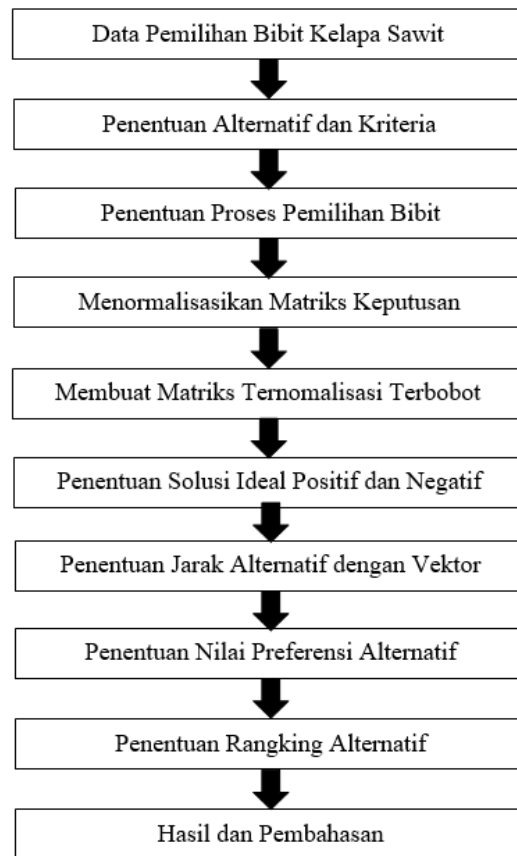 Data Pemilihan Bibit Kelapa Sawit
Penentuan Alternatif dan Kriteria
Penentuan Proses Pemilihan Bibit
Menormalisasikan Matriks Keputusan
Membuat Matriks Ternomalisasi Terbobot
Penentuan Solusi Ideal Positif dan Negatif
Penentuan Jarak Alternatif dengan Vektor
Penentuan Nilai Preferensi Alternatif
Penentuan Rangking Alternatif
Hasil dan Pembahasan